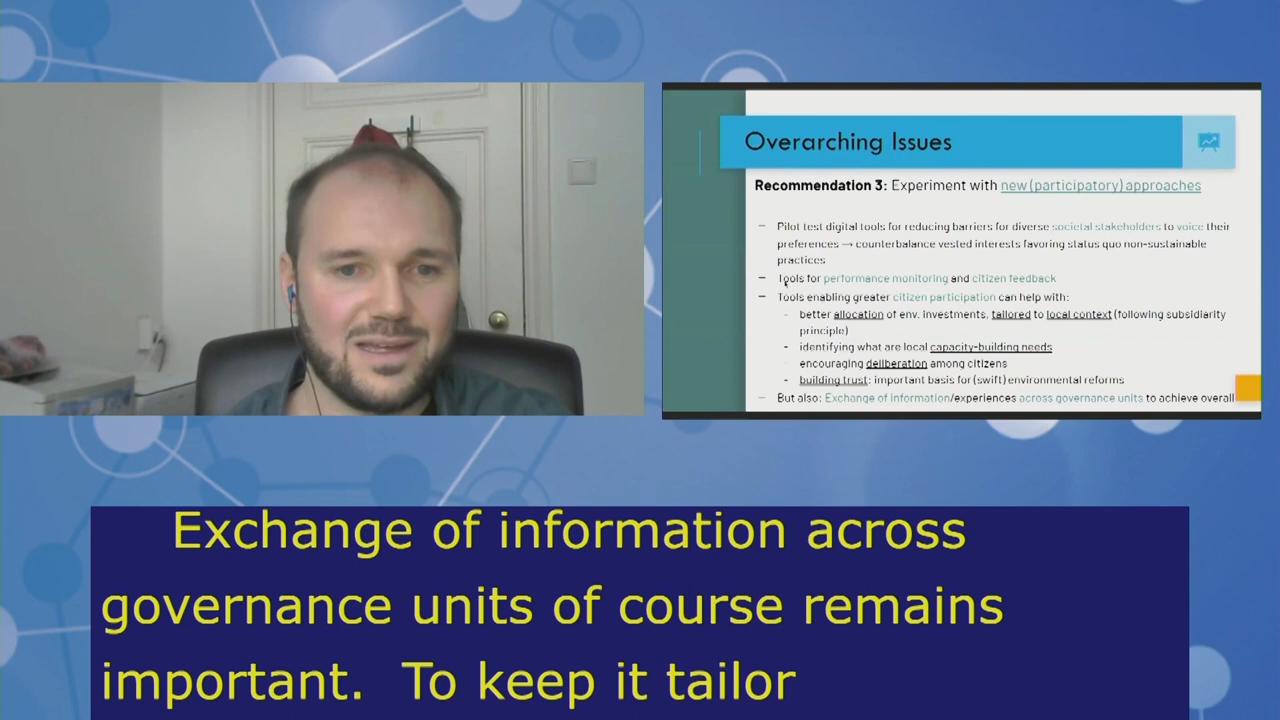 Overarching Issues
Recommendation 3: Experiment with new (participatory) approaches
– Pilot test digital tools for reducing barriers for diverse societal stakeholders to voice their
preferences → counterbalance vested interests favoring status quo non-sustainable
practices
– Tools for performance monitoring and citizen feedback
– Tools enabling greater citizen participation can help with:
- better allocation of env. investments, tailored to local context (following subsidiarity
principle)
- identifying what are local capacity-building needs
- encouraging deliberation among citizens
- building trust: important basis for (swift) environmental reforms
– But also: Exchange of information/experiences across governance units to achieve overall
Exchange of information across
governance units of course remains
important. To keep it tailor